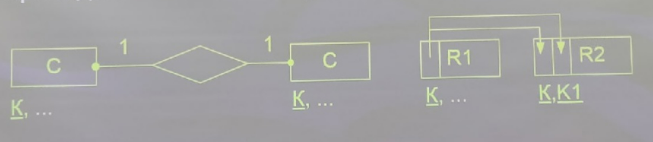 1 1
C C R1 R2
K, ... K, ... K, ... K,K1